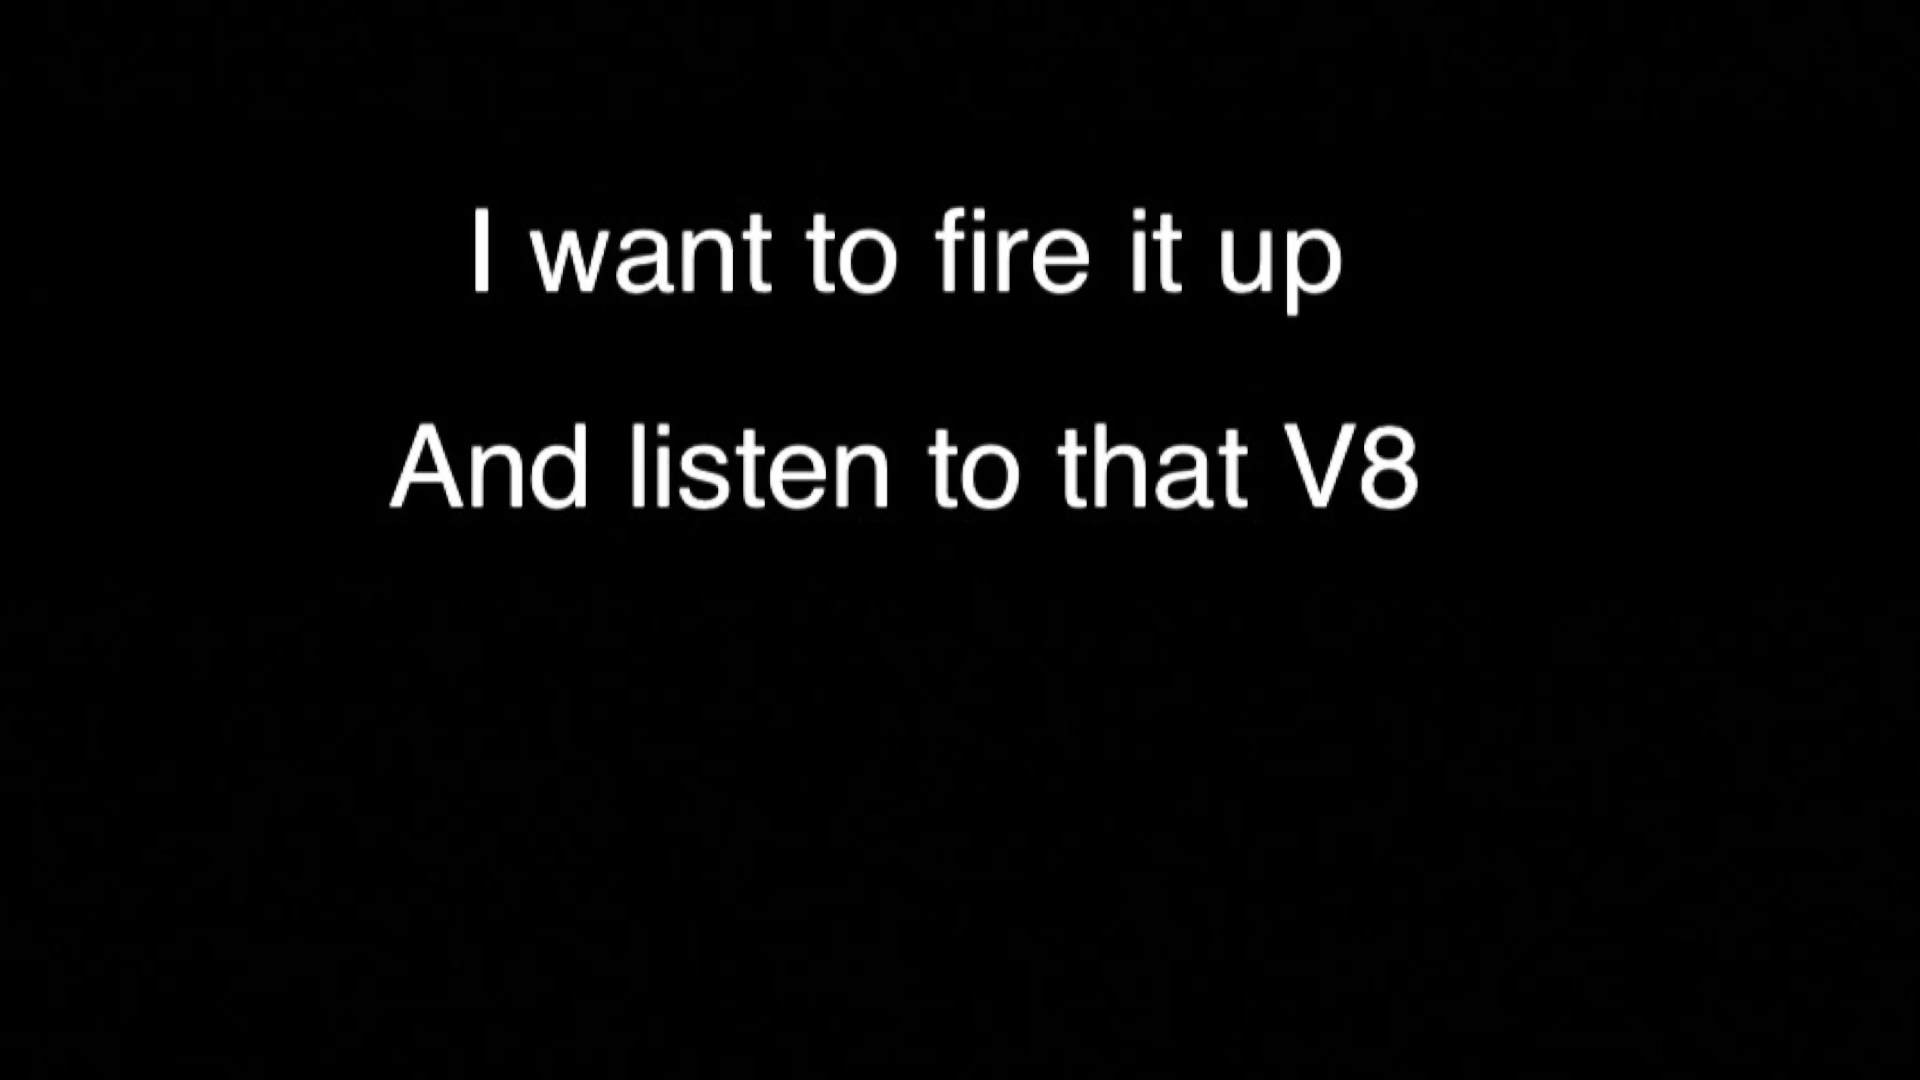 I want to fire it up
And listen to that V8